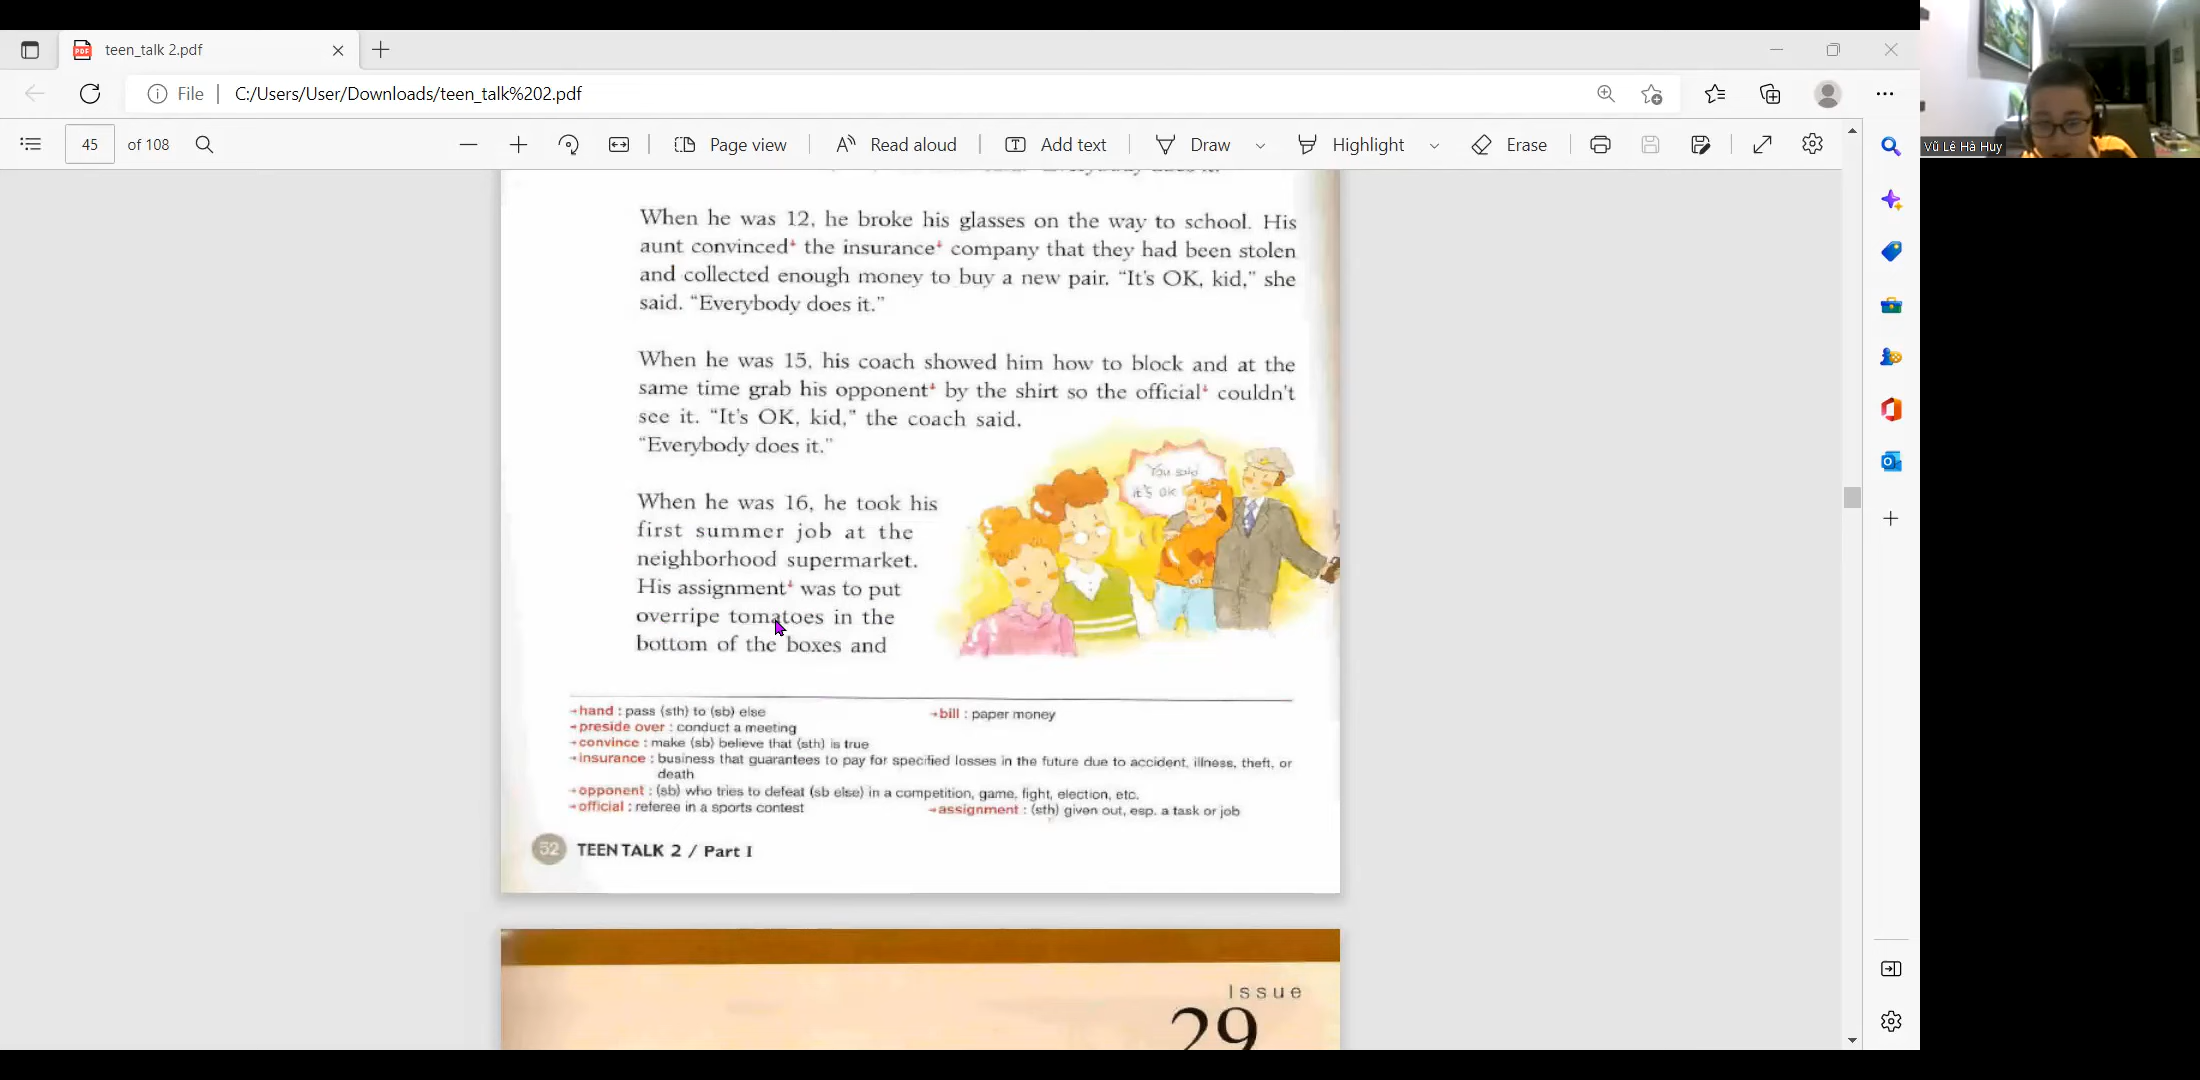 teen_talk 2.pdf
File
C:/Users/User/Downloads/teen_talk%202.pdf
45
of 108
Page view
Read aloud
Add text
Draw
Highlight
Erase
Vũ Lê Hà Huy
When he was 12, he broke his glasses on the way to school. His
aunt convinced the insurance company that they had been stolen
and collected enough money to buy a new pair. “It’s OK, kid,” she
said. “Everybody does it.”
When he was 15, his coach showed him how to block and at the
same time grab his opponent by the shirt so the official couldn’t
see it. “It’s OK, kid,” the coach said.
“Everybody does it.”
You said
it's OK
When he was 16, he took his
first summer job at the
neighborhood supermarket.
His assignment was to put
overripe tomatoes in the
bottom of the boxes and
hand : pass (sth) to (sb) else
bill : paper money
preside over : conduct a meeting
convince : make (sb) believe that (sth) is true
insurance : business that guarantees to pay for specified losses in the future due to accident, illness, theft, or
death
opponent : (sb) who tries to defeat (sb else) in a competition, game, fight, election, etc.
official : referee in a sports contest
assignment : (sth) given out, esp. a task or job
52
TEEN TALK 2 / Part I
Issue
29